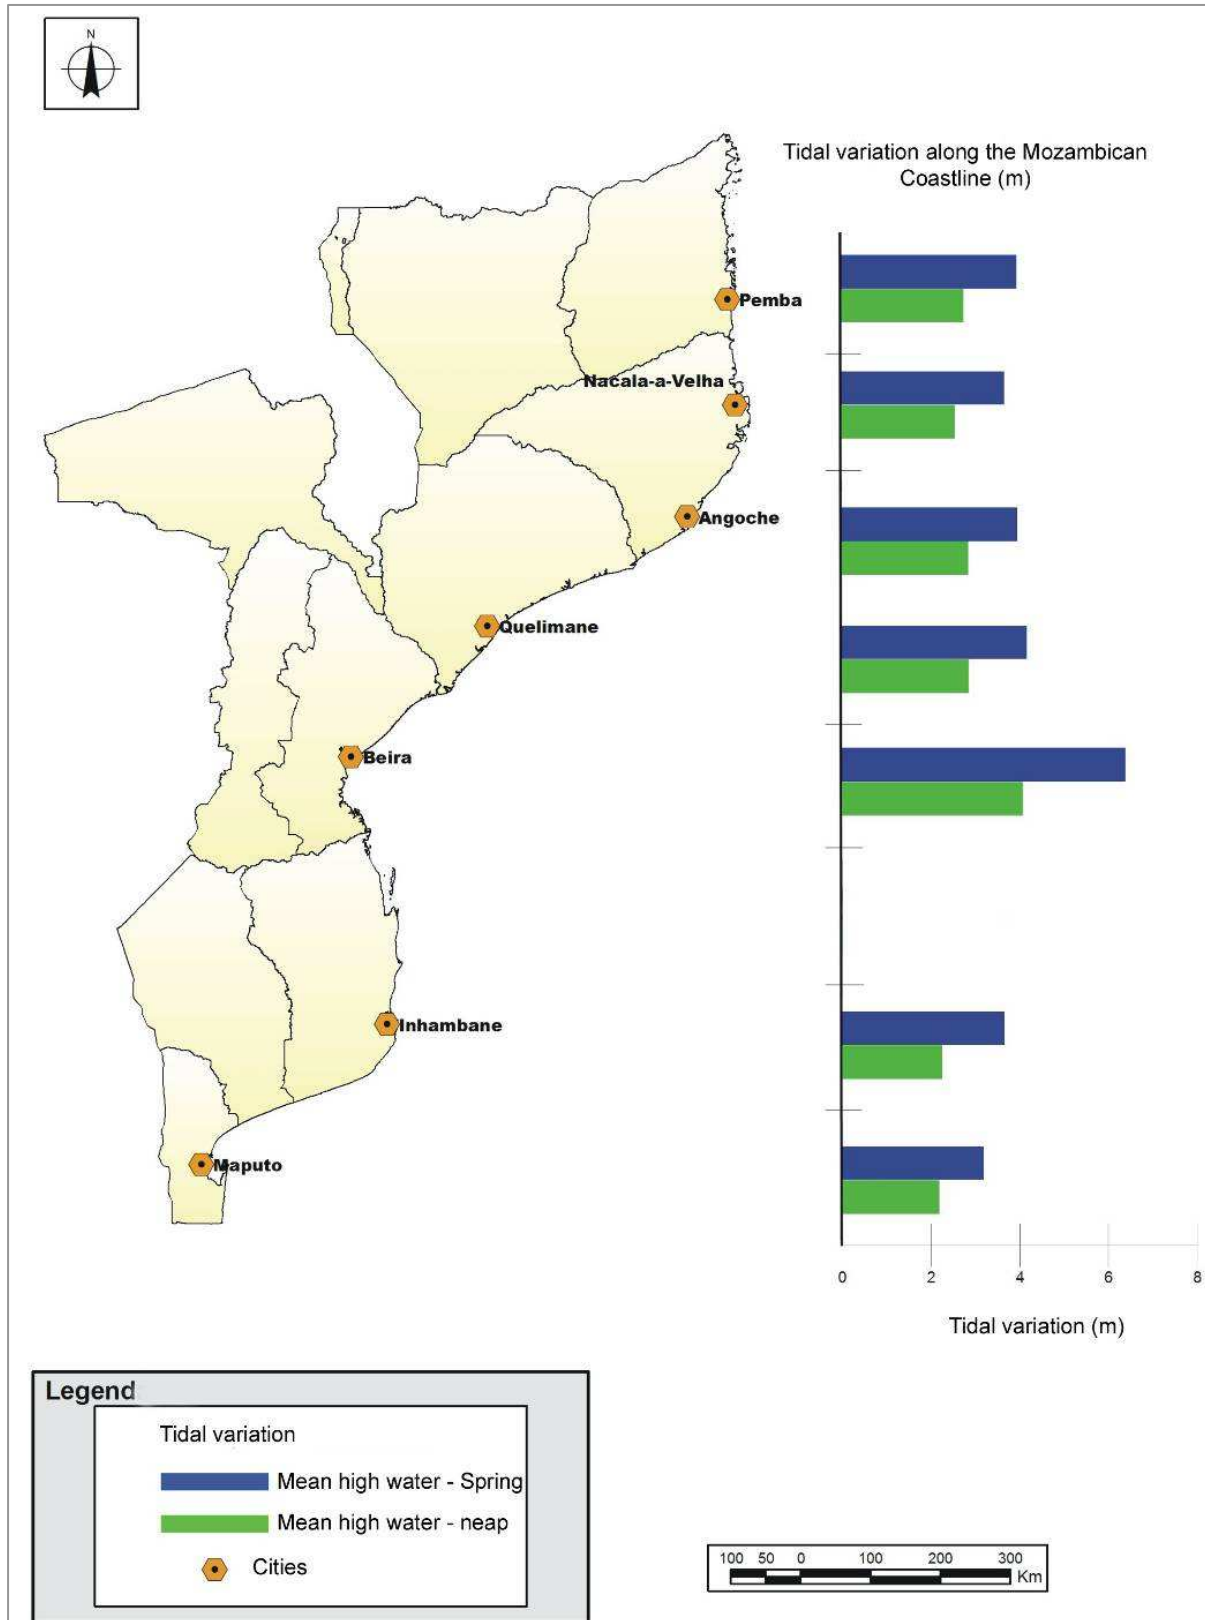 N
Tidal variation along the Mozambican
Coastline (m)
Pemba
Nacala-a-Velha
Angoche
Quelimane
Beira
Inhambane
Maputo
0 2 4 6 8
Tidal variation (m)
Legend
Tidal variation
Mean high water - Spring
Mean high water - neap
Cities
100 50 0 100 200 300
Km